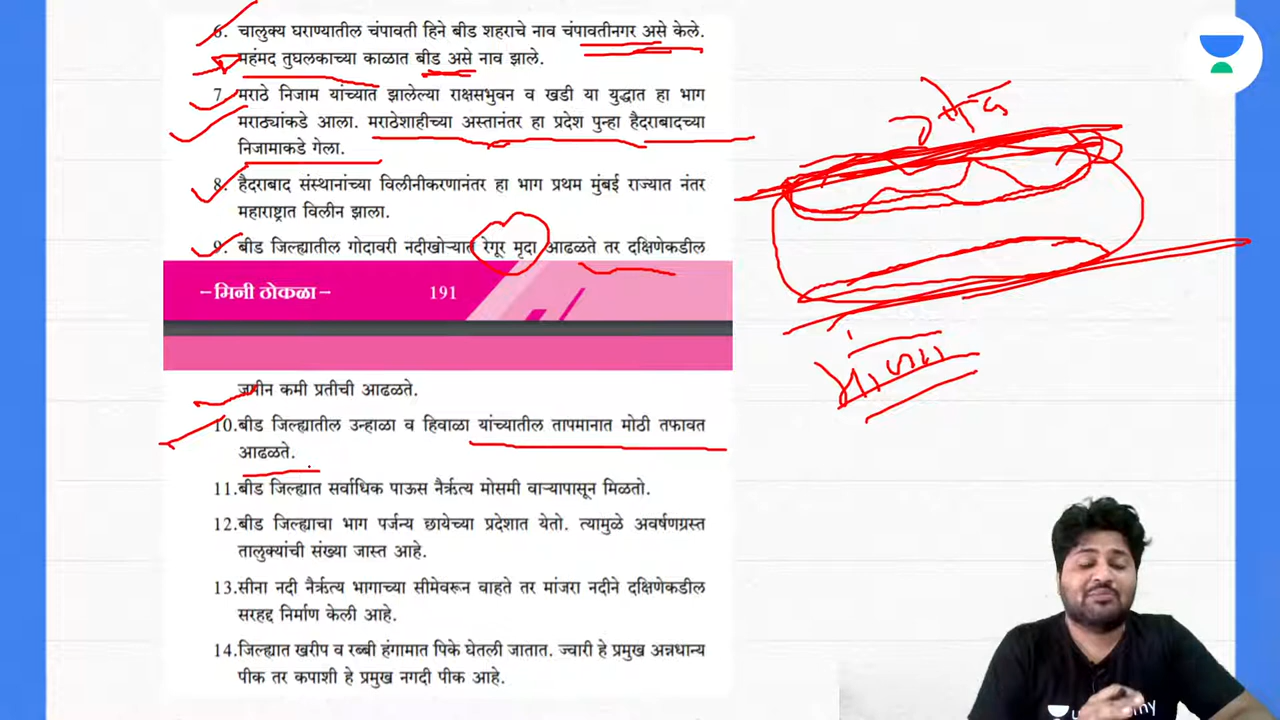 6. चालुक्य घराण्यातील चंपावती हिने बीड शहराचे नाव चंपावतीनगर असे केले.
महंमद तुघलकाच्या काळात बीड असे नाव झाले.
7. मराठे निजाम यांच्यात झालेल्या राक्षसभुवन व खडी या युद्धात हा भाग
मराठ्यांकडे आला. मराठेशाहीच्या अस्तानंतर हा प्रदेश पुन्हा हैदराबादच्या
निजामाकडे गेला.
8. हैदराबाद संस्थानांच्या विलीनीकरणानंतर हा भाग प्रथम मुंबई राज्यात नंतर
महाराष्ट्रात विलीन झाला.
9. बीड जिल्ह्यातील गोदावरी नदीखोऱ्यात रेगूर मृदा आढळते तर दक्षिणेकडील
–मिनी ठोकळा– 191
जमीन कमी प्रतीची आढळते.
10. बीड जिल्ह्यातील उन्हाळा व हिवाळा यांच्यातील तापमानात मोठी तफावत
आढळते.
11. बीड जिल्ह्यात सर्वाधिक पाऊस नैर्ऋत्य मोसमी वाऱ्यापासून मिळतो.
12. बीड जिल्ह्याचा भाग पर्जन्य छायेच्या प्रदेशात येतो. त्यामुळे अवर्षणग्रस्त
तालुक्यांची संख्या जास्त आहे.
13. सीना नदी नैर्ऋत्य भागाच्या सीमेवरून वाहते तर मांजरा नदीने दक्षिणेकडील
सरहद्द निर्माण केली आहे.
14. जिल्ह्यात खरीप व रब्बी हंगामात पिके घेतली जातात. ज्वारी हे प्रमुख अन्नधान्य
पीक तर कपाशी हे प्रमुख नगदी पीक आहे.